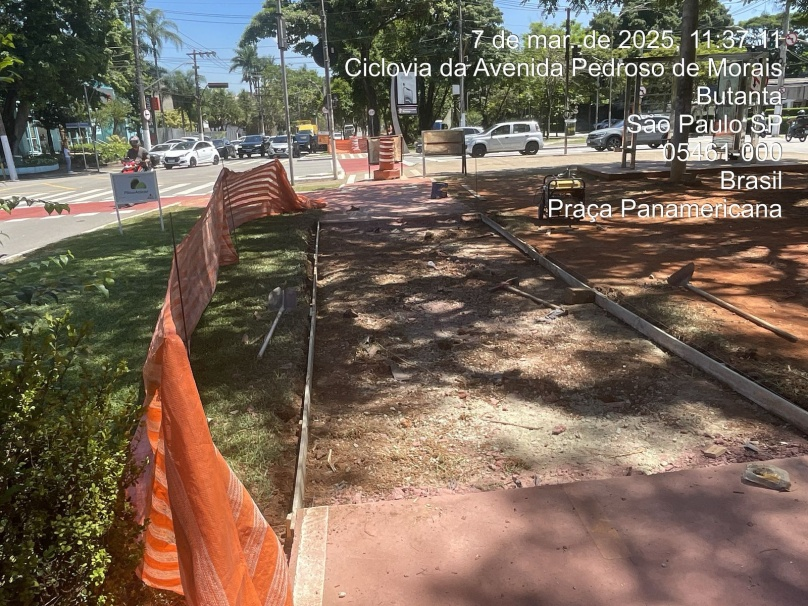 7 de mar. de 2025 11:37:11
Ciclovia da Avenida Pedroso de Morais
Butantã
São Paulo SP
05461-000
Brasil
Praça Panamericana